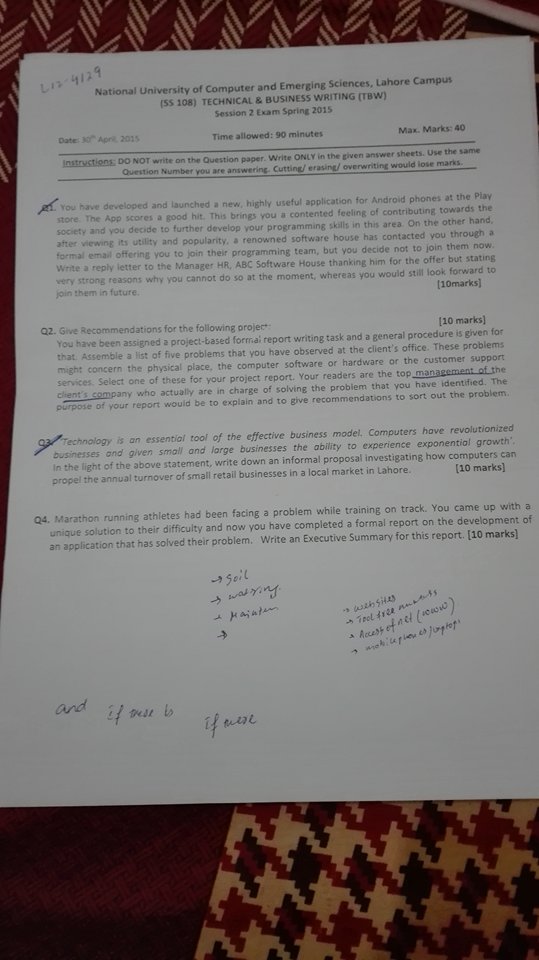 L12-4129
National University of Computer and Emerging Sciences, Lahore Campus
(SS 108) TECHNICAL & BUSINESS WRITING (TBW)
Session 2 Exam Spring 2015
Date: 30th April, 2015 Time allowed: 90 minutes Max. Marks: 40
Instructions: DO NOT write on the Question paper. Write ONLY in the given answer sheets. Use the same
Question Number you are answering. Cutting/ erasing/ overwriting would lose marks.
Q1. You have developed and launched a new, highly useful application for Android phones at the Play
store. The App scores a good hit. This brings you a contented feeling of contributing towards the
society and you decide to further develop your programming skills in this area. On the other hand,
after viewing its utility and popularity, a renowned software house has contacted you through a
formal email offering you to join their programming team, but you decide not to join them now.
Write a reply letter to the Manager HR, ABC Software House thanking him for the offer but stating
very strong reasons why you cannot do so at the moment, whereas you would still look forward to
join them in future. [10marks]
Q2. Give Recommendations for the following project: [10 marks]
You have been assigned a project-based formal report writing task and a general procedure is given for
that. Assemble a list of five problems that you have observed at the client's office. These problems
might concern the physical place, the computer software or hardware or the customer support
services. Select one of these for your project report. Your readers are the top management of the
client's company who actually are in charge of solving the problem that you have identified. The
purpose of your report would be to explain and to give recommendations to sort out the problem.
Q3. 'Technology is an essential tool of the effective business model. Computers have revolutionized
businesses and given small and large businesses the ability to experience exponential growth'.
In the light of the above statement, write down an informal proposal investigating how computers can
propel the annual turnover of small retail businesses in a local market in Lahore. [10 marks]
Q4. Marathon running athletes had been facing a problem while training on track. You came up with a
unique solution to their difficulty and now you have completed a formal report on the development of
an application that has solved their problem. Write an Executive Summary for this report. [10 marks]
→ Soil
→
→
→
→ websites
→ Tool free
→ Access of net (www)
→ mobile phones/laptops
and if these is if these